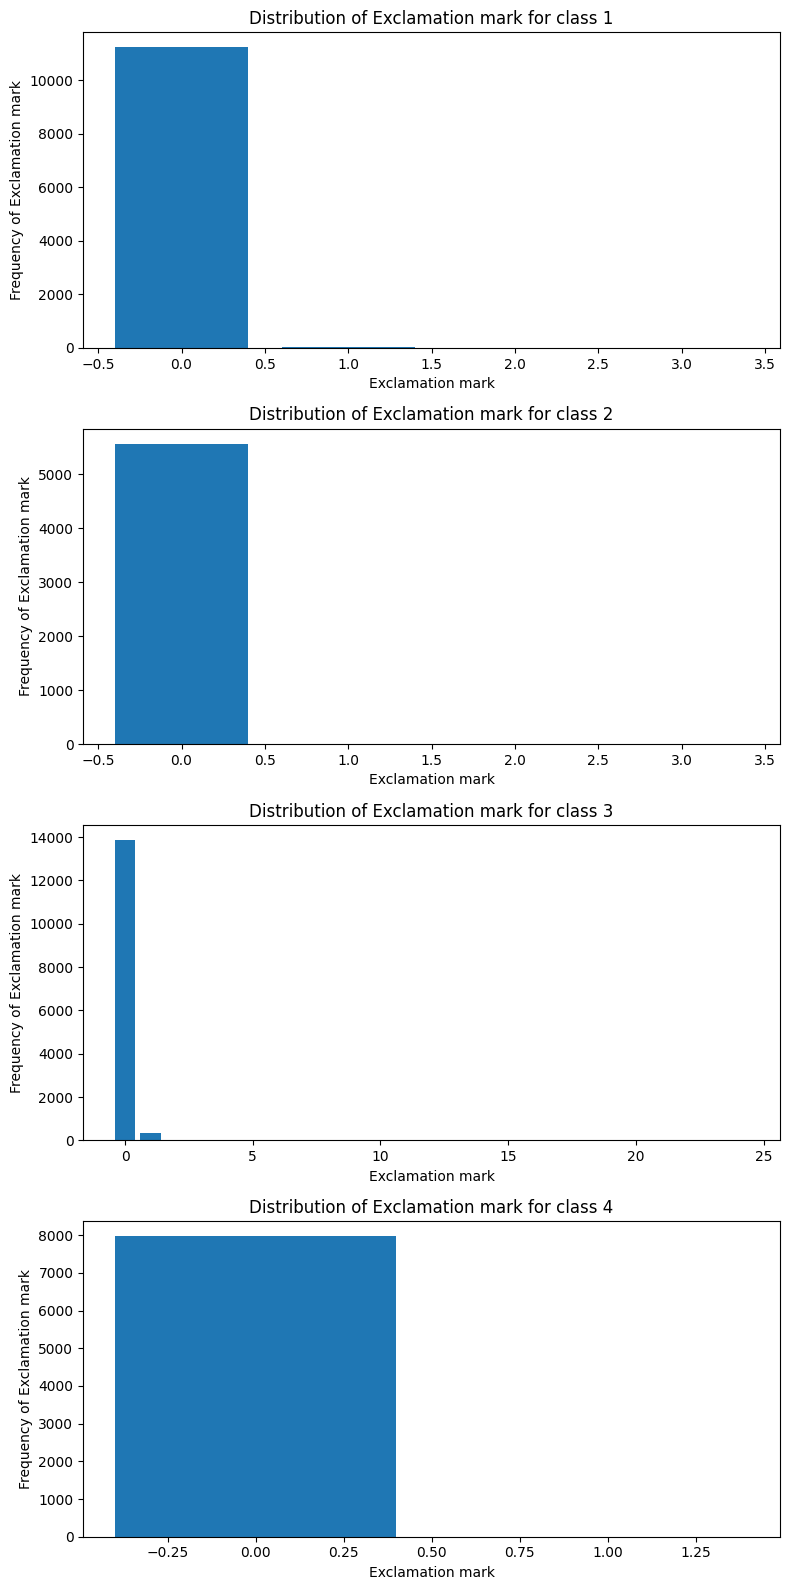 Distribution of Exclamation mark for class 1
Frequency of Exclamation mark
10000
8000
6000
4000
2000
0
−0.5 0.0 0.5 1.0 1.5 2.0 2.5 3.0 3.5
Exclamation mark
Distribution of Exclamation mark for class 2
Frequency of Exclamation mark
5000
4000
3000
2000
1000
0
−0.5 0.0 0.5 1.0 1.5 2.0 2.5 3.0 3.5
Exclamation mark
Distribution of Exclamation mark for class 3
Frequency of Exclamation mark
14000
12000
10000
8000
6000
4000
2000
0
0 5 10 15 20 25
Exclamation mark
Distribution of Exclamation mark for class 4
Frequency of Exclamation mark
8000
7000
6000
5000
4000
3000
2000
1000
0
−0.25 0.00 0.25 0.50 0.75 1.00 1.25
Exclamation mark